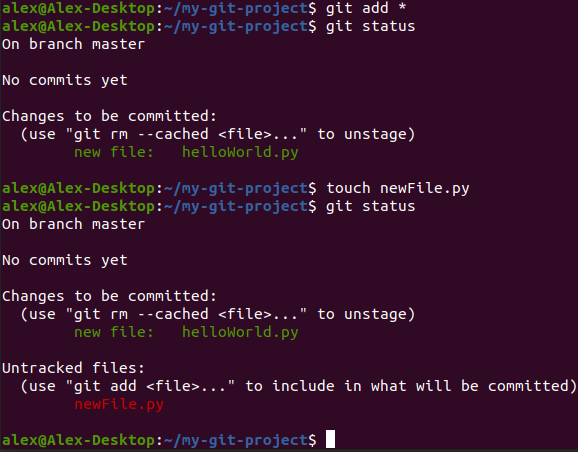 alex@Alex-Desktop:~/my-git-project$ git add *
alex@Alex-Desktop:~/my-git-project$ git status
On branch master

No commits yet

Changes to be committed:
  (use "git rm --cached <file>..." to unstage)
        new file:   helloWorld.py

alex@Alex-Desktop:~/my-git-project$ touch newFile.py
alex@Alex-Desktop:~/my-git-project$ git status
On branch master

No commits yet

Changes to be committed:
  (use "git rm --cached <file>..." to unstage)
        new file:   helloWorld.py

Untracked files:
  (use "git add <file>..." to include in what will be committed)
        newFile.py

alex@Alex-Desktop:~/my-git-project$